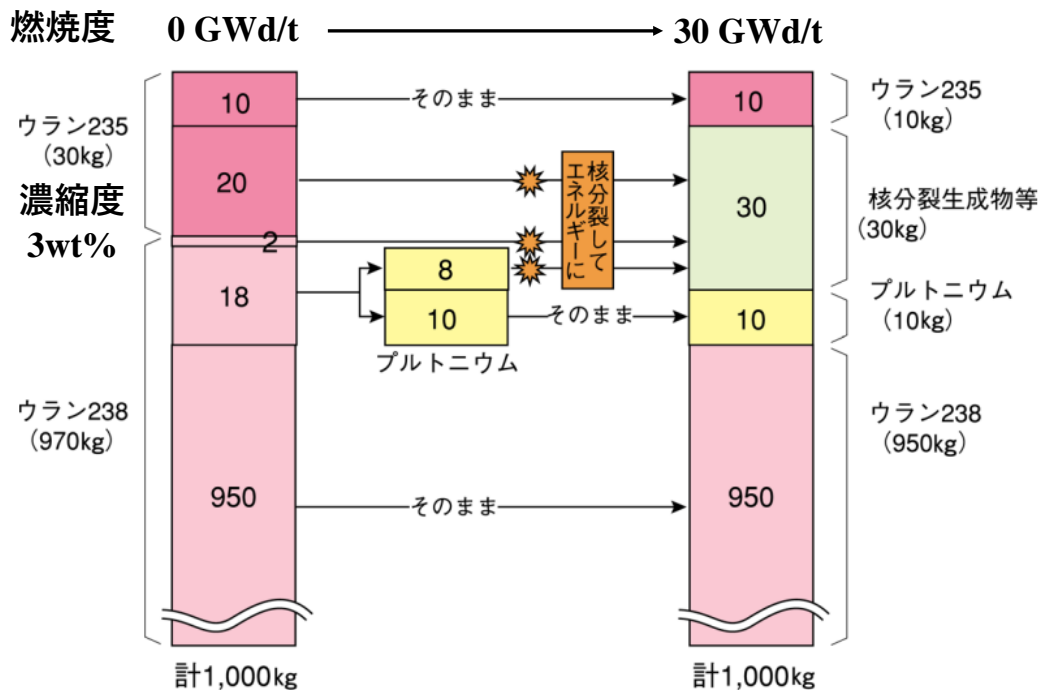 燃焼度 0 GWd/t 30 GWd/t
ウラン235
（30kg）
濃縮度
3wt%
ウラン238
（970kg）
10
20
2
18
950
計1,000kg
そのまま
8
10
プルトニウム
そのまま
核分裂して
エネルギーに
そのまま
10
30
10
950
計1,000kg
ウラン235
（10kg）
核分裂生成物等
（30kg）
プルトニウム
（10kg）
ウラン238
（950kg）